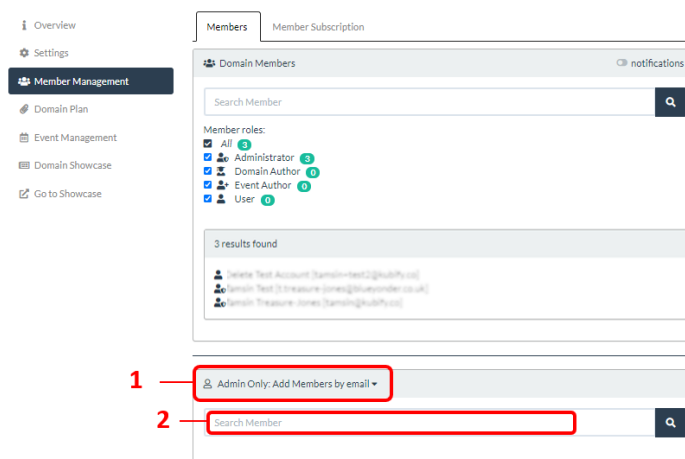 Overview
Settings
Member Management
Domain Plan
Event Management
Domain Showcase
Go to Showcase
Members
Member Subscription
Domain Members
notifications
Search Member
Member roles:
All 3
Administrator 3
Domain Author 0
Event Author 0
User 0
3 results found
1
Admin Only: Add Members by email
2
Search Member